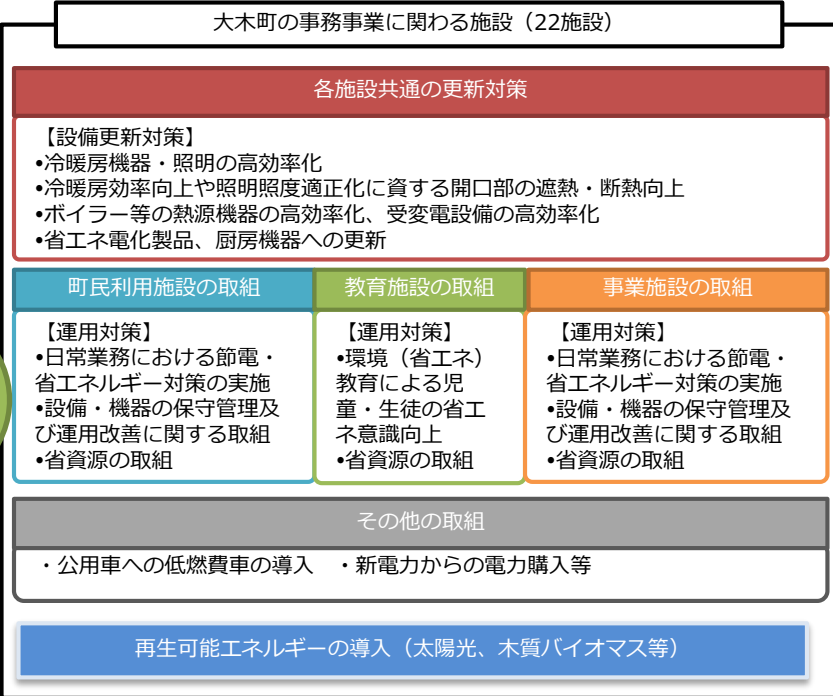 大木町の事務事業に関わる施設（22施設）
各施設共通の更新対策
【設備更新対策】
•冷暖房機器・照明の高効率化
•冷暖房効率向上や照明照度適正化に資する開口部の遮熱・断熱向上
•ボイラー等の熱源機器の高効率化、受変電設備の高効率化
•省エネ電化製品、厨房機器への更新
町民利用施設の取組
【運用対策】
•日常業務における節電・
省エネルギー対策の実施
•設備・機器の保守管理及
び運用改善に関する取組
•省資源の取組
教育施設の取組
【運用対策】
•環境（省エネ）
教育による児
童・生徒の省エ
ネ意識向上
•省資源の取組
事業施設の取組
【運用対策】
•日常業務における節電・
省エネルギー対策の実施
•設備・機器の保守管理及
び運用改善に関する取組
•省資源の取組
その他の取組
・公用車への低燃費車の導入　・新電力からの電力購入等
再生可能エネルギーの導入（太陽光、木質バイオマス等）